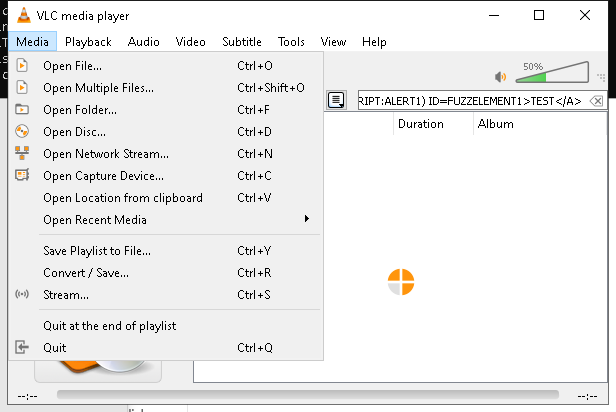 VLC media player
Media Playback Audio Video Subtitle Tools View Help
Open File... Ctrl+O
50%
Open Multiple Files... Ctrl+Shift+O
RIPT:ALERT1) ID=FUZZELEMENT1>TEST</A>
Open Folder... Ctrl+F
Duration Album
Open Disc... Ctrl+D
Open Network Stream... Ctrl+N
Open Capture Device... Ctrl+C
Open Location from clipboard Ctrl+V
Open Recent Media
Save Playlist to File... Ctrl+Y
Convert / Save... Ctrl+R
Stream... Ctrl+S
Quit at the end of playlist
Quit Ctrl+Q
--:-- --:--